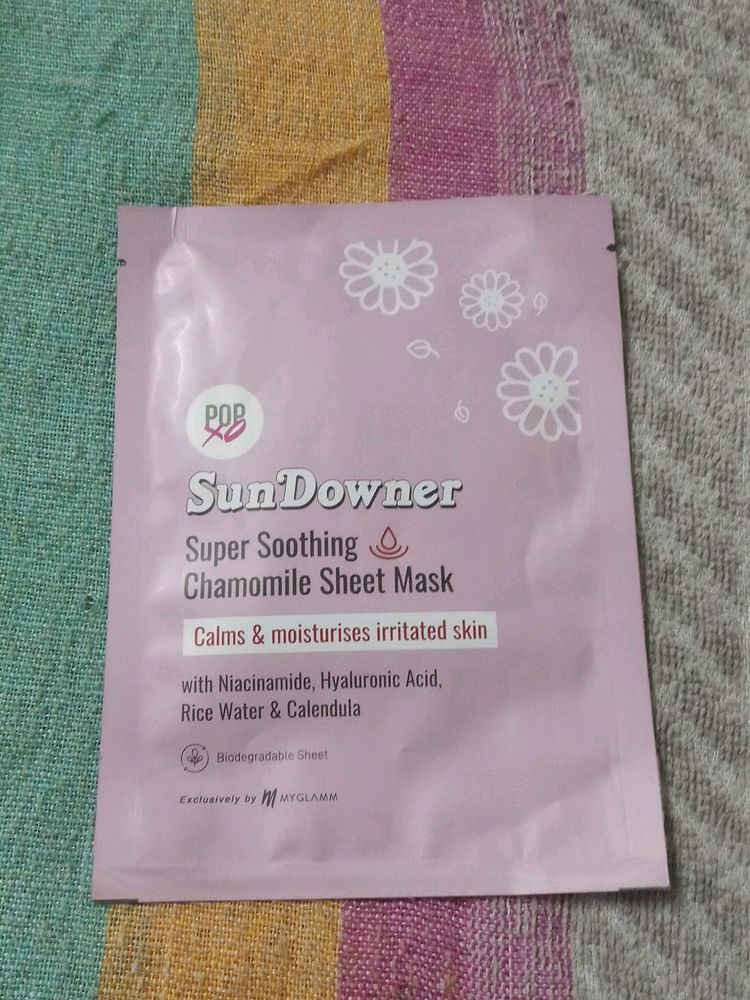 POP
XO
SunDowner
Super Soothing
Chamomile Sheet Mask
Calms & moisturises irritated skin
with Niacinamide, Hyaluronic Acid,
Rice Water & Calendula
Biodegradable Sheet
Exclusively by M MYGLAMM